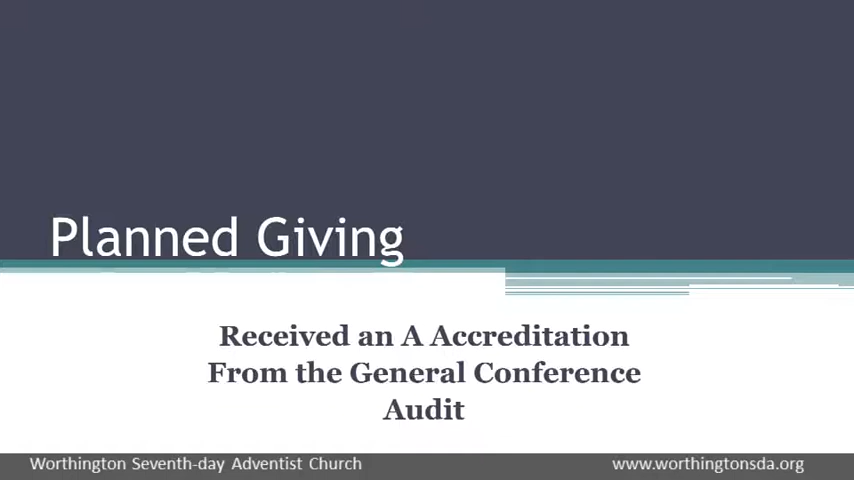 Planned Giving
Received an A Accreditation
From the General Conference
Audit
Worthington Seventh-day Adventist Church
www.worthingtonsda.org